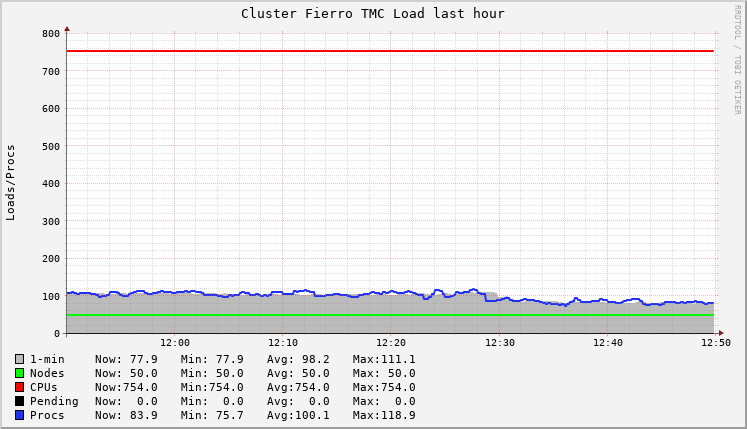 Cluster Fierro TMC Load last hour
RRDTOOL / TOBI OETIKER
Loads/Procs
800
700
600
500
400
300
200
100
0
12:00 12:10 12:20 12:30 12:40 12:50
1-min Now: 77.9 Min: 77.9 Avg: 98.2 Max:111.1
Nodes Now: 50.0 Min: 50.0 Avg: 50.0 Max: 50.0
CPUs Now:754.0 Min:754.0 Avg:754.0 Max:754.0
Pending Now: 0.0 Min: 0.0 Avg: 0.0 Max: 0.0
Procs Now: 83.9 Min: 75.7 Avg:100.1 Max:118.9